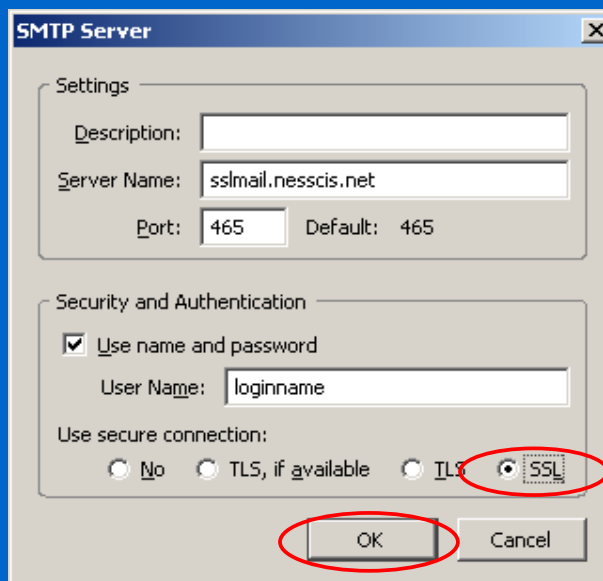 SMTP Server
Settings
Description:
Server Name: sslmail.nesscis.net
Port: 465 Default: 465
Security and Authentication
Use name and password
User Name: loginname
Use secure connection:
No TLS, if available TLS SSL
OK Cancel